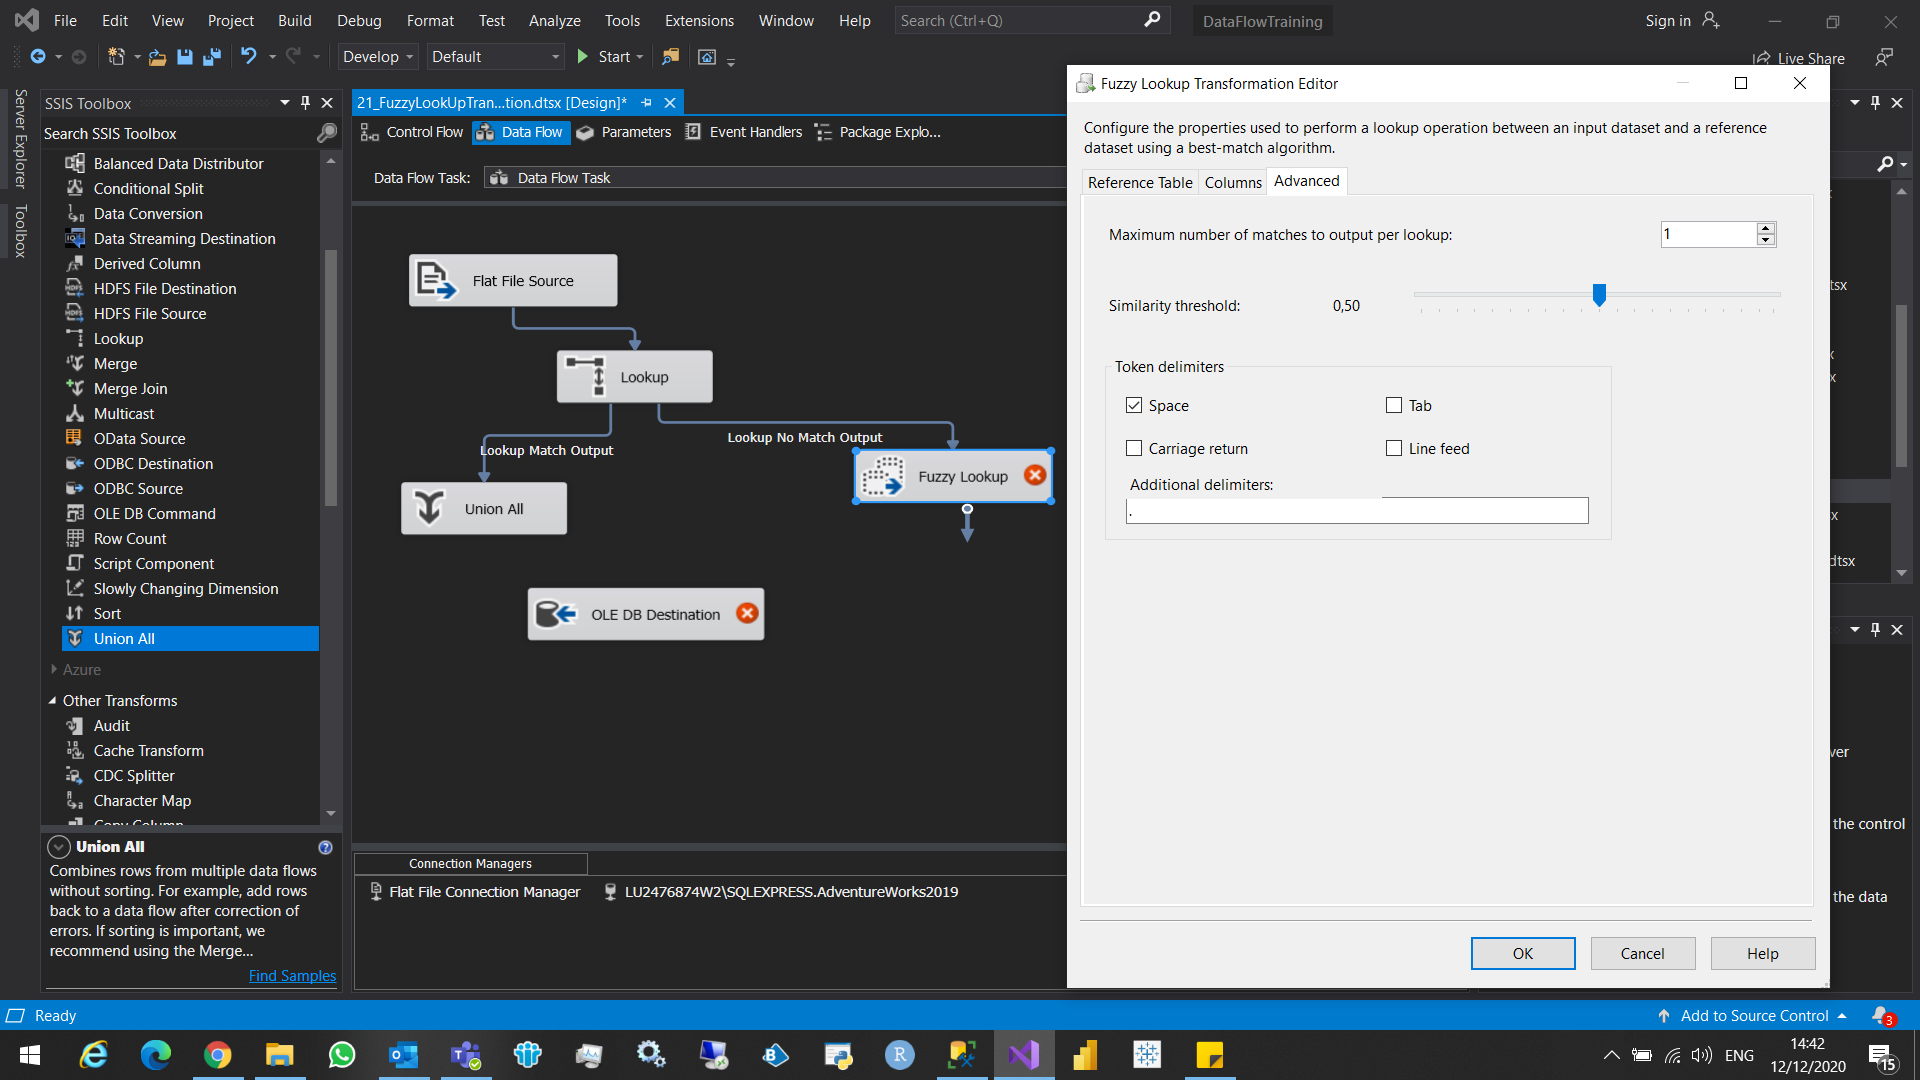 File Edit View Project Build Debug Format Test Analyze Tools Extensions Window Help Search (Ctrl+Q) DataFlowTraining Sign in
Develop Default Start Live Share
Server Explorer
Toolbox
SSIS Toolbox
Search SSIS Toolbox
Balanced Data Distributor
Conditional Split
Data Conversion
Data Streaming Destination
Derived Column
HDFS File Destination
HDFS File Source
Lookup
Merge
Merge Join
Multicast
OData Source
ODBC Destination
ODBC Source
OLE DB Command
Row Count
Script Component
Slowly Changing Dimension
Sort
Union All
Azure
Other Transforms
Audit
Cache Transform
CDC Splitter
Character Map
Copy Column
Union All
Combines rows from multiple data flows
without sorting. For example, add rows
back to a data flow after correction of
errors. If sorting is important, we
recommend using the Merge...
Find Samples
21_FuzzyLookUpTran...tion.dtsx [Design]*
Control Flow Data Flow Parameters Event Handlers Package Explo...
Data Flow Task: Data Flow Task
Flat File Source
Lookup
Lookup Match Output
Lookup No Match Output
Fuzzy Lookup
Union All
OLE DB Destination
Connection Managers
Flat File Connection Manager LU2476874W2\SQLEXPRESS.AdventureWorks2019
Fuzzy Lookup Transformation Editor
Configure the properties used to perform a lookup operation between an input dataset and a reference
dataset using a best-match algorithm.
Reference Table Columns Advanced
Maximum number of matches to output per lookup: 1
Similarity threshold: 0,50
Token delimiters
Space Tab
Carriage return Line feed
Additional delimiters:
.
OK Cancel Help
tsx
x
x
dtsx
ver
the control
the data
Ready Add to Source Control 3
ENG 14:42
12/12/2020 15